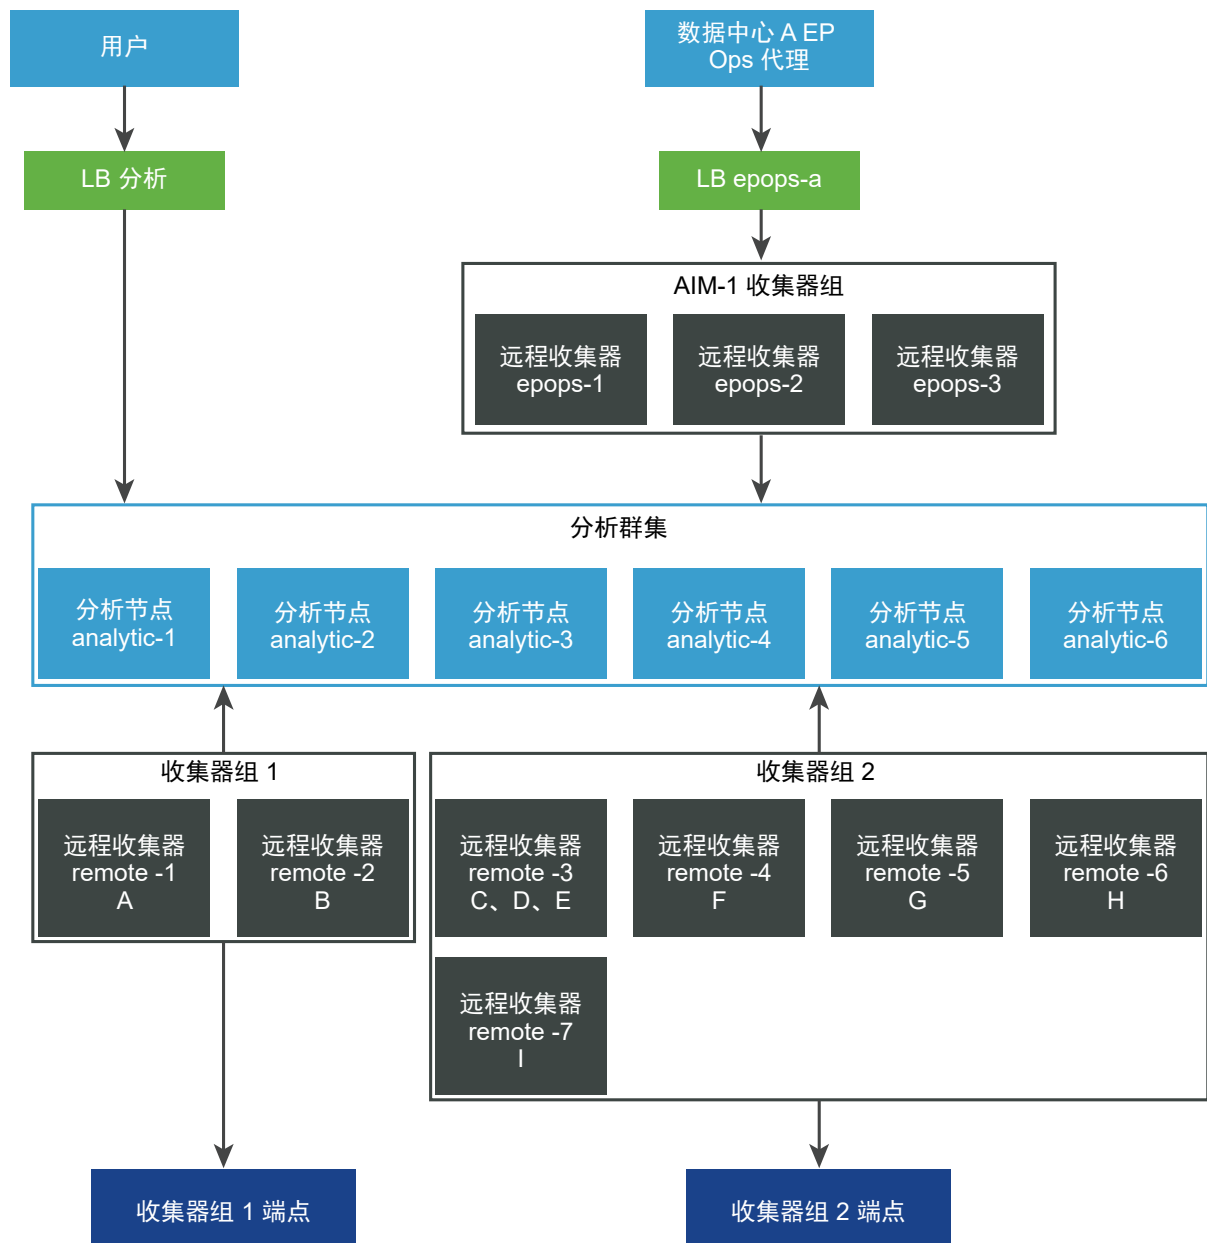 用户
数据中心 A EP
Ops 代理
LB 分析
LB epops-a
AIM-1 收集器组
远程收集器
epops-1
远程收集器
epops-2
远程收集器
epops-3
分析群集
分析节点
analytic-1
分析节点
analytic-2
分析节点
analytic-3
分析节点
analytic-4
分析节点
analytic-5
分析节点
analytic-6
收集器组 1
远程收集器
remote -1
A
远程收集器
remote -2
B
收集器组 2
远程收集器
remote -3
C、D、E
远程收集器
remote -4
F
远程收集器
remote -5
G
远程收集器
remote -6
H
远程收集器
remote -7
I
收集器组 1 端点
收集器组 2 端点